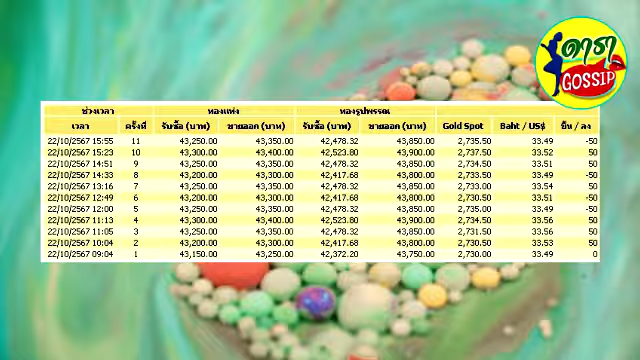 ดารา
GOSSIP
ช่วงเวลา ทองแท่ง ทองรูปพรรณ
เวลา ครั้งที่ รับซื้อ (บาท) ขายออก (บาท) รับซื้อ (บาท) ขายออก (บาท) Gold Spot Baht / US$ ขึ้น / ลง
22/10/2567 15:55 11 43,250.00 43,350.00 42,478.32 43,850.00 2,735.50 33.49 -50
22/10/2567 15:23 10 43,300.00 43,400.00 42,523.80 43,900.00 2,737.50 33.52 50
22/10/2567 14:51 9 43,250.00 43,350.00 42,478.32 43,850.00 2,734.50 33.51 50
22/10/2567 14:33 8 43,200.00 43,300.00 42,417.68 43,800.00 2,733.50 33.49 -50
22/10/2567 13:16 7 43,250.00 43,350.00 42,478.32 43,850.00 2,733.00 33.54 50
22/10/2567 12:49 6 43,200.00 43,300.00 42,417.68 43,800.00 2,730.50 33.51 -50
22/10/2567 12:00 5 43,250.00 43,350.00 42,478.32 43,850.00 2,735.00 33.49 -50
22/10/2567 11:13 4 43,300.00 43,400.00 42,523.80 43,900.00 2,734.50 33.56 50
22/10/2567 11:05 3 43,250.00 43,350.00 42,478.32 43,850.00 2,731.50 33.56 50
22/10/2567 10:04 2 43,200.00 43,300.00 42,417.68 43,800.00 2,730.50 33.53 50
22/10/2567 09:04 1 43,150.00 43,250.00 42,372.20 43,750.00 2,730.00 33.49 0